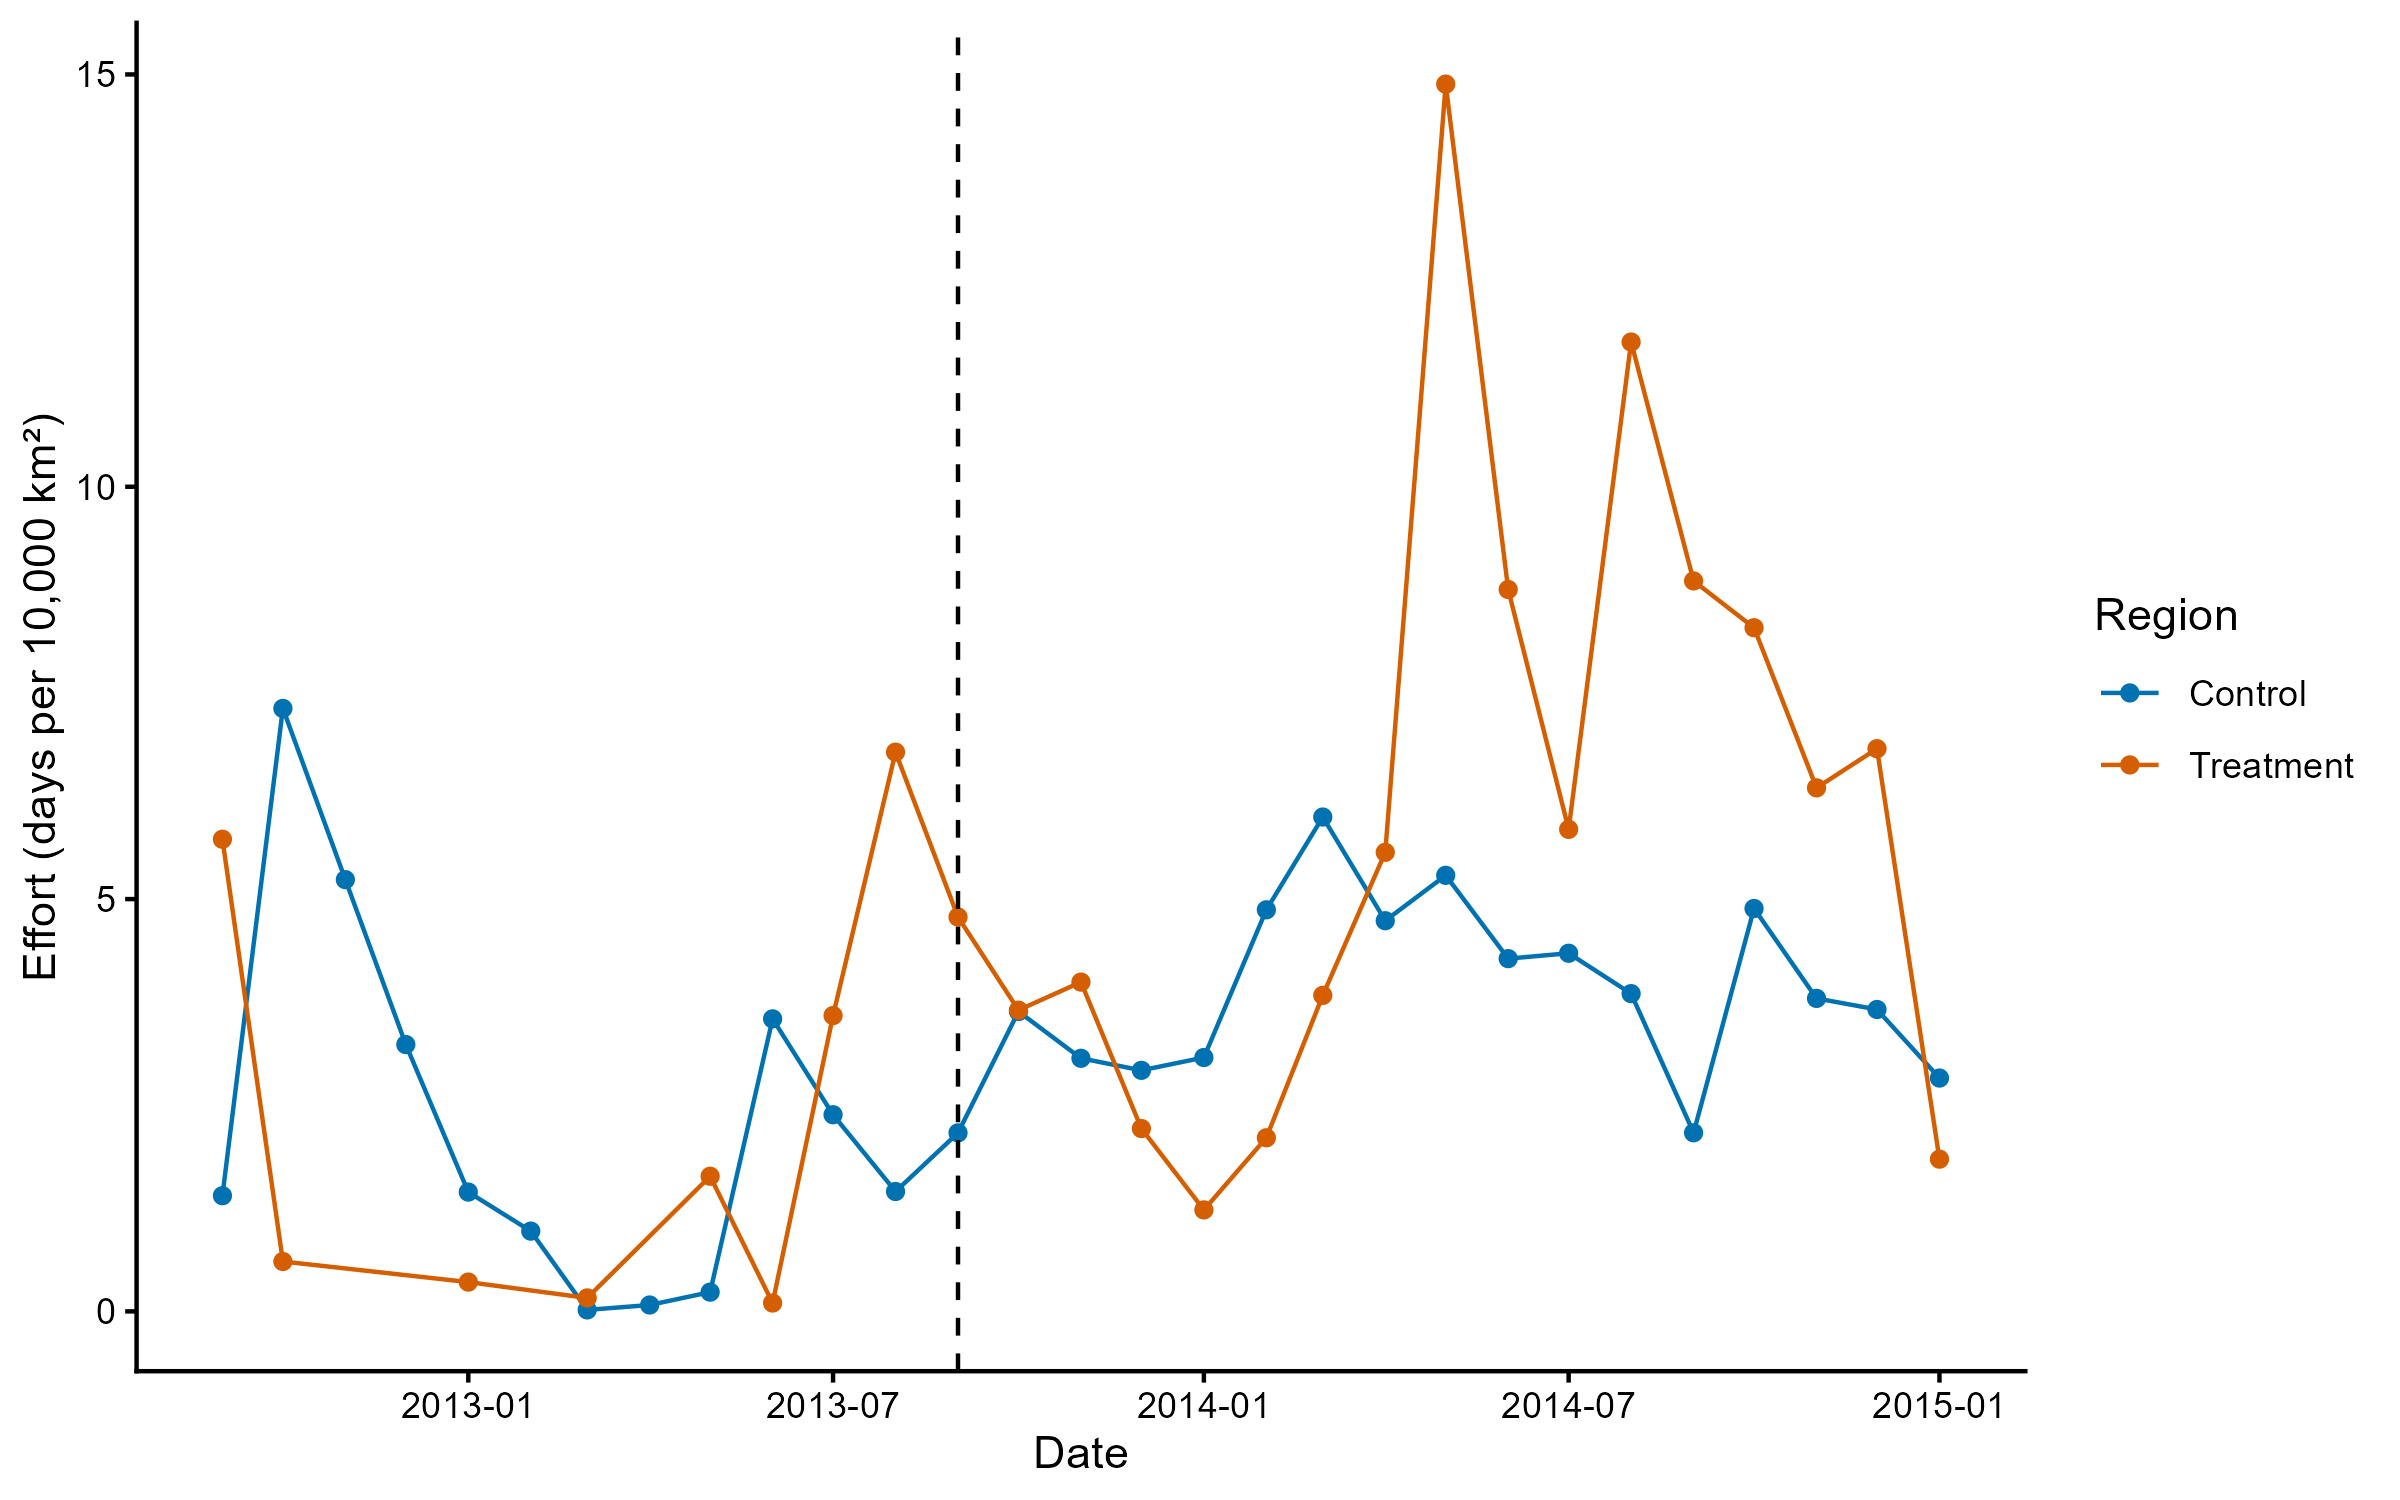 15
10
5
0
Effort (days per 10,000 km²)
2013-01
2013-07
2014-01
2014-07
2015-01
Date
Region
Control
Treatment